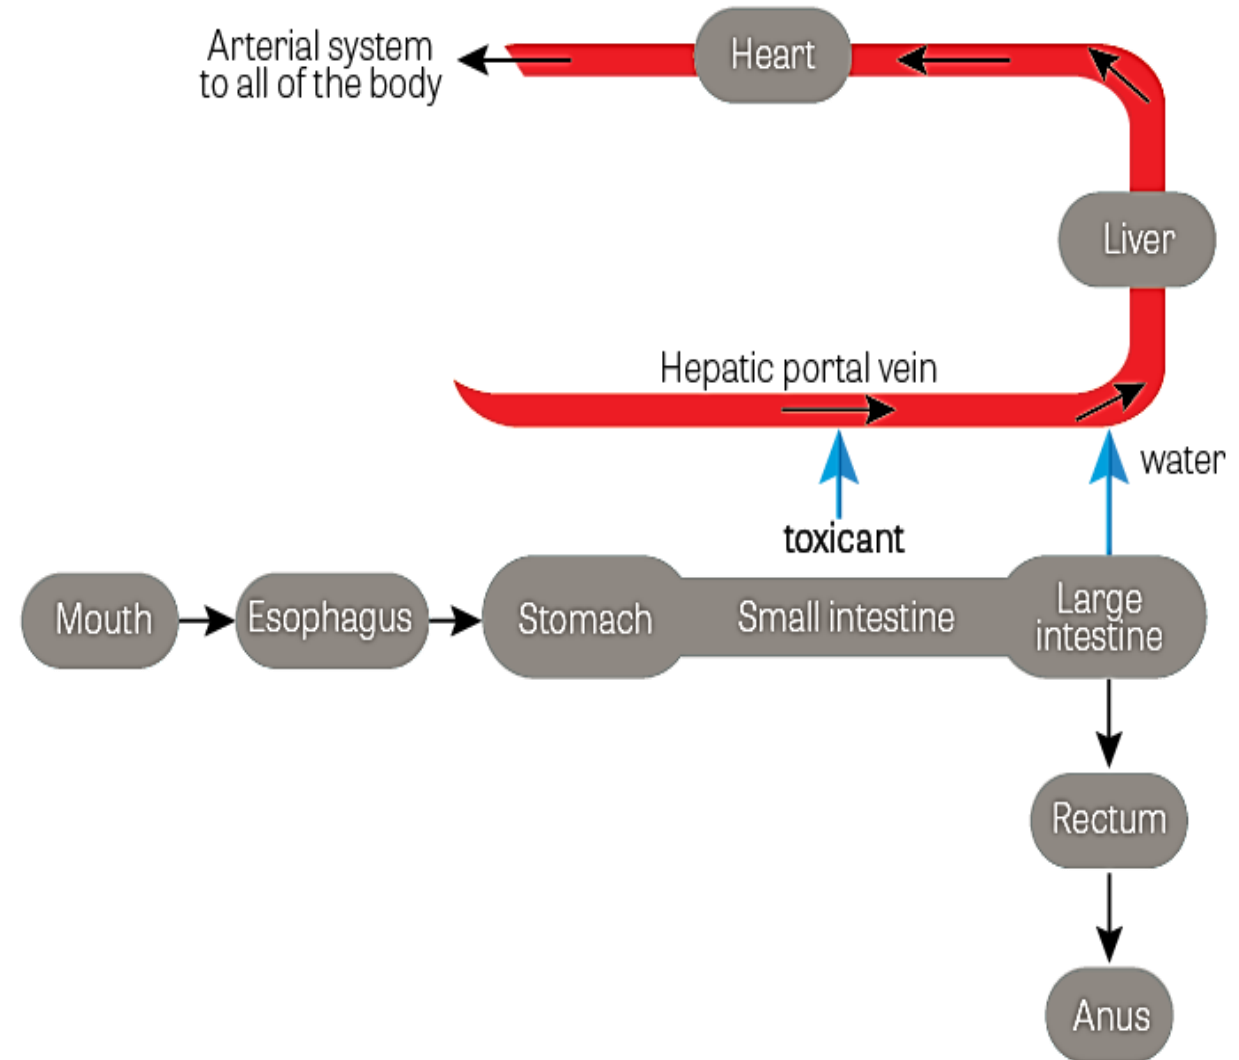 Arterial system
to all of the body
Heart
Liver
Hepatic portal vein
water
toxicant
Mouth
Esophagus
Stomach
Small intestine
Large
intestine
Rectum
Anus